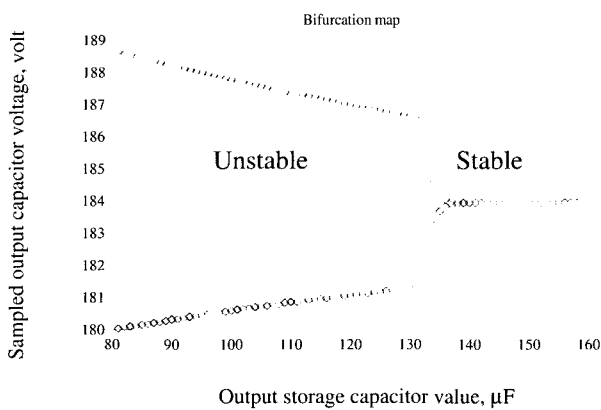 Bifurcation map
Sampled output capacitor voltage, volt
189
188
187
186
185
184
183
182
181
180
Unstable
Stable
80 90 100 110 120 130 140 150 160
Output storage capacitor value, μF